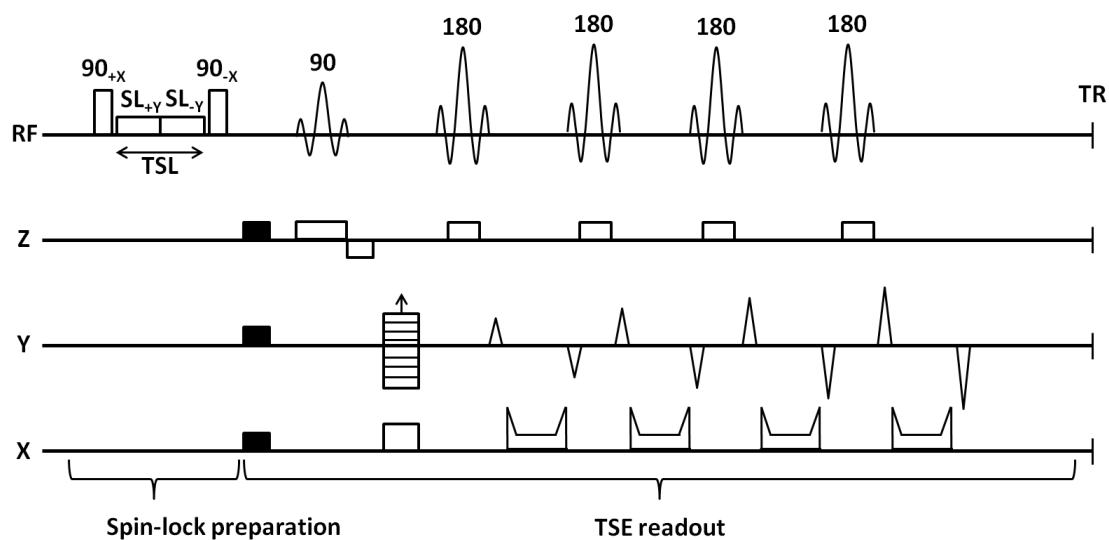 180 180 180 180
90
90+X 90-X
SL+Y SL-Y
TR
RF
TSL
Z
Y
X
Spin-lock preparation TSE readout